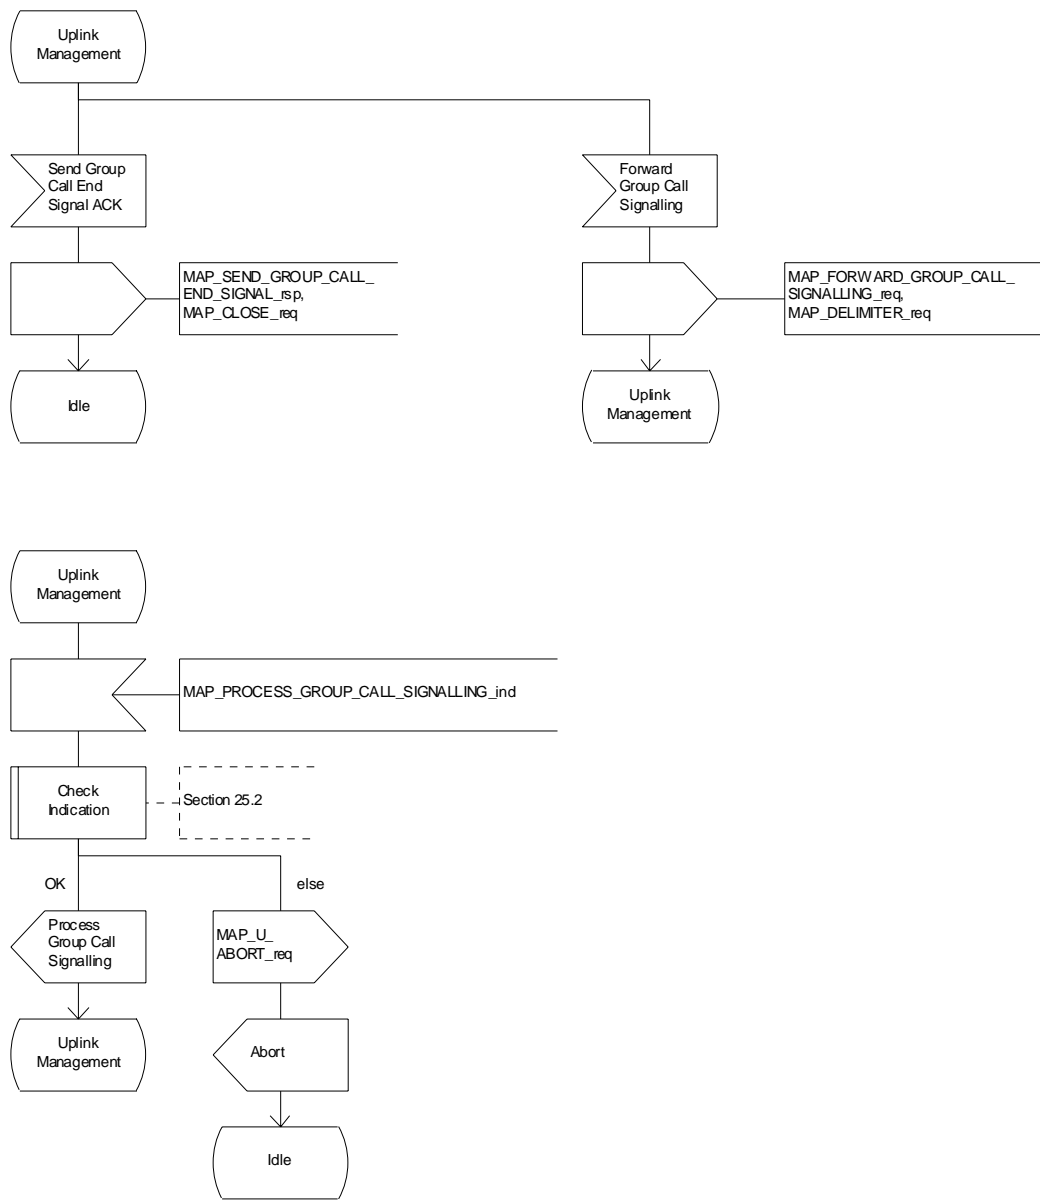 Uplink
Management
Send Group
Call End
Signal ACK
Forward
Group Call
Signalling
MAP_SEND_GROUP_CALL_
END_SIGNAL_rsp,
MAP_CLOSE_req
MAP_FORWARD_GROUP_CALL_
SIGNALLING_req,
MAP_DELIMITER_req
Idle
Uplink
Management
Uplink
Management
MAP_PROCESS_GROUP_CALL_SIGNALLING_ind
Check
Indication
Section 25.2
OK
else
Process
Group Call
Signalling
MAP_U_
ABORT_req
Uplink
Management
Abort
Idle